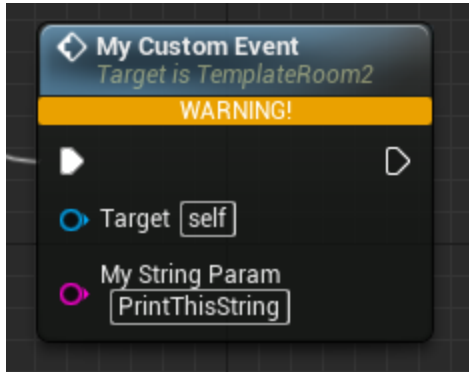 My Custom Event
Target is TemplateRoom2
WARNING!
Target self
My String Param
PrintThisString